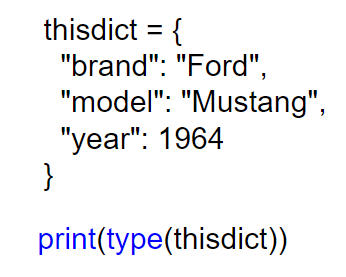 thisdict = {
  "brand": "Ford",
  "model": "Mustang",
  "year": 1964
}
print(type(thisdict))